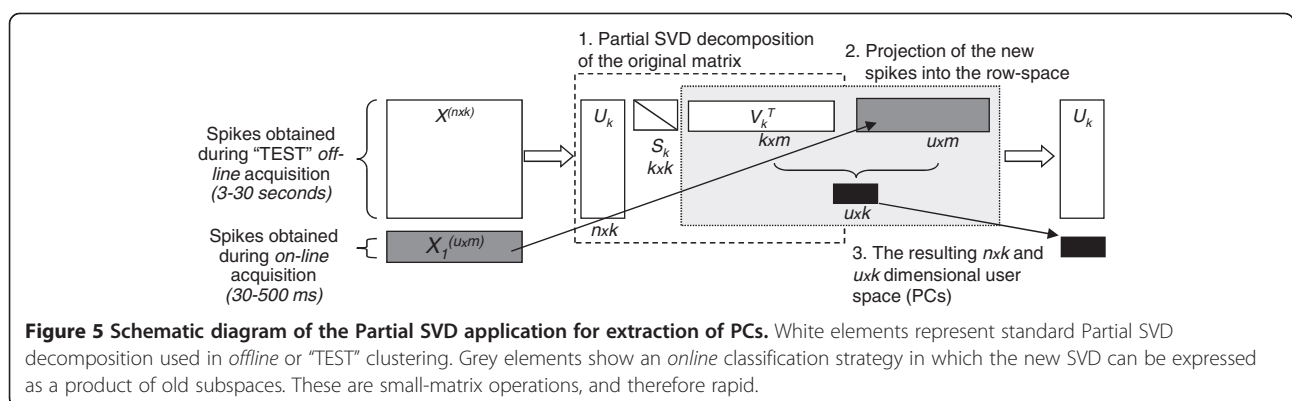 1. Partial SVD decomposition
of the original matrix
2. Projection of the new
spikes into the row-space
Spikes obtained
during “TEST” off-
line acquisition
(3-30 seconds)
X(nxk)
Uk
Sk
kxk
VkT
kxm
uxm
Uk
uxk
nxk
Spikes obtained
during on-line
acquisition
(30-500 ms)
X1(uxm)
3. The resulting nxk and
uxk dimensional user
space (PCs)
Figure 5 Schematic diagram of the Partial SVD application for extraction of PCs. White elements represent standard Partial SVD
decomposition used in offline or “TEST” clustering. Grey elements show an online classification strategy in which the new SVD can be expressed
as a product of old subspaces. These are small-matrix operations, and therefore rapid.